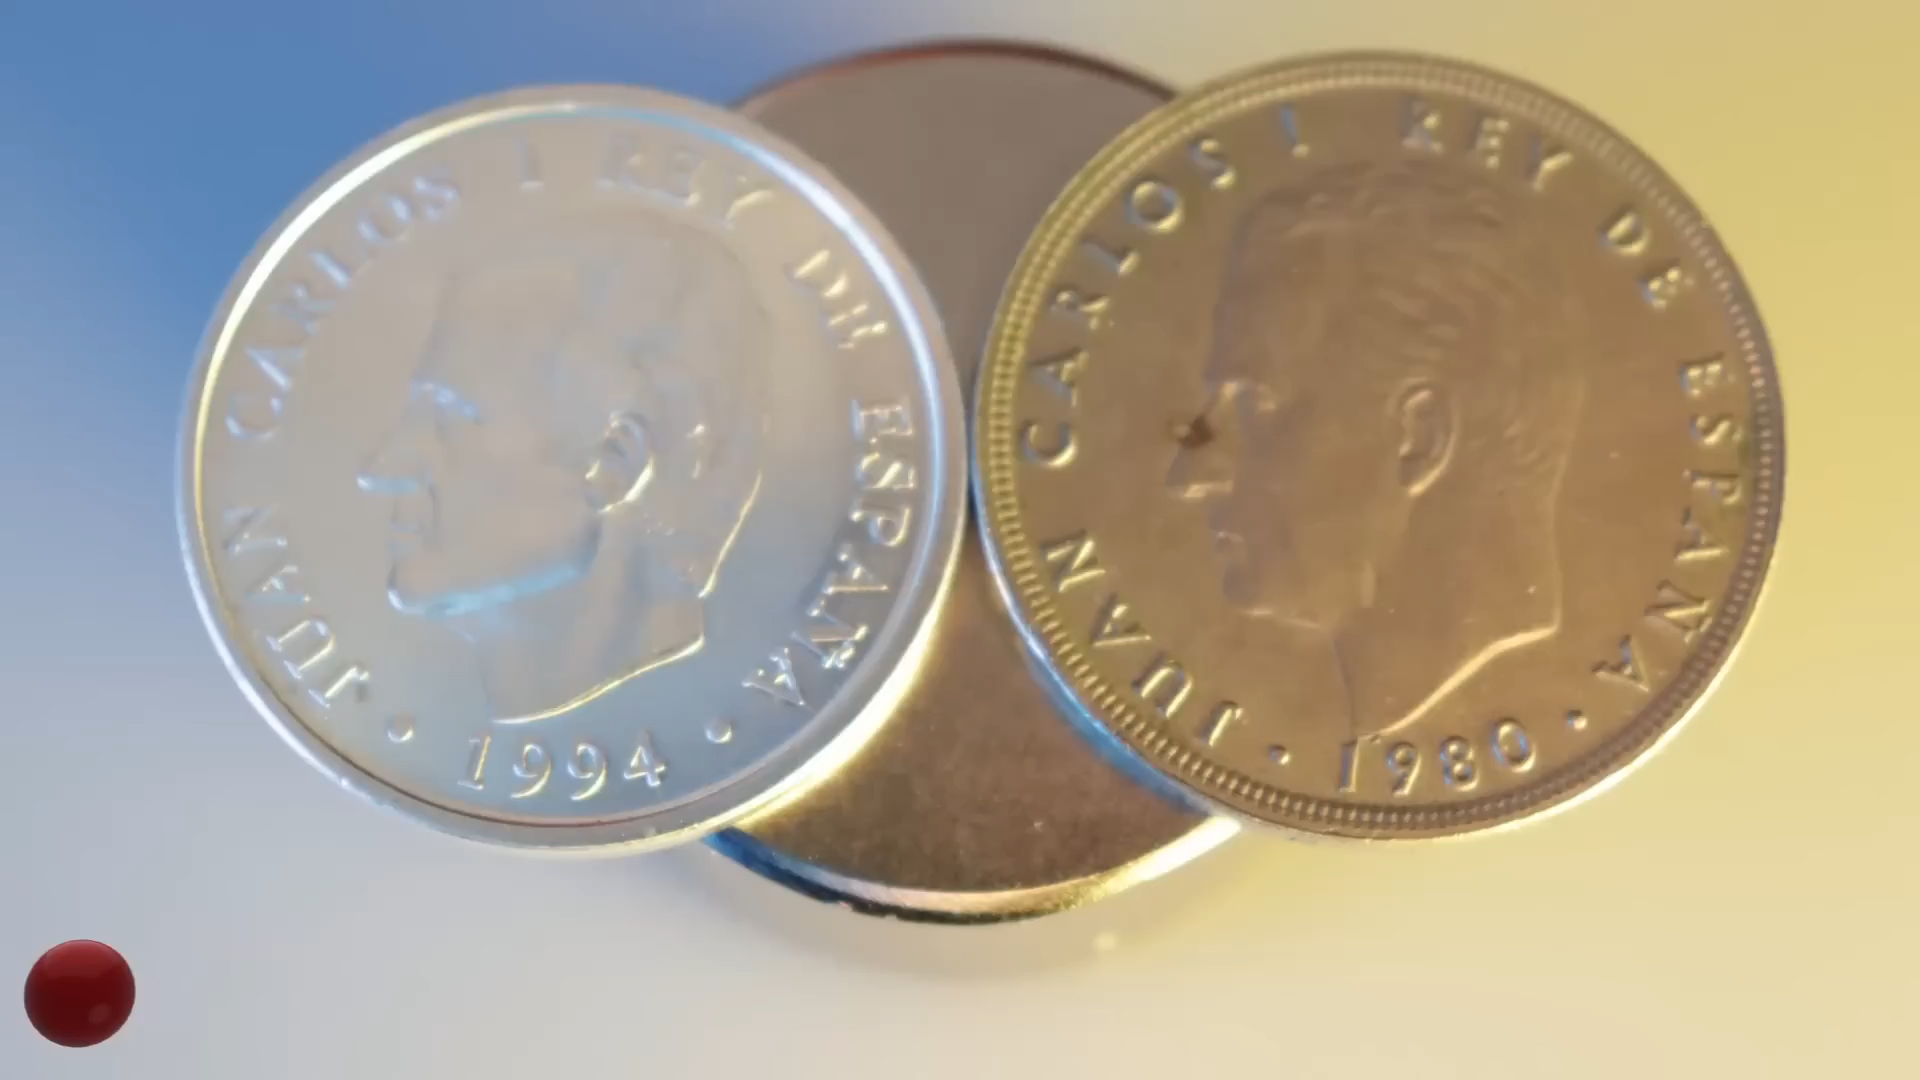 JUAN CARLOS I REY DE ESPAÑA
• 1994 •
JUAN CARLOS I REY DE ESPAÑA
• 1980 •